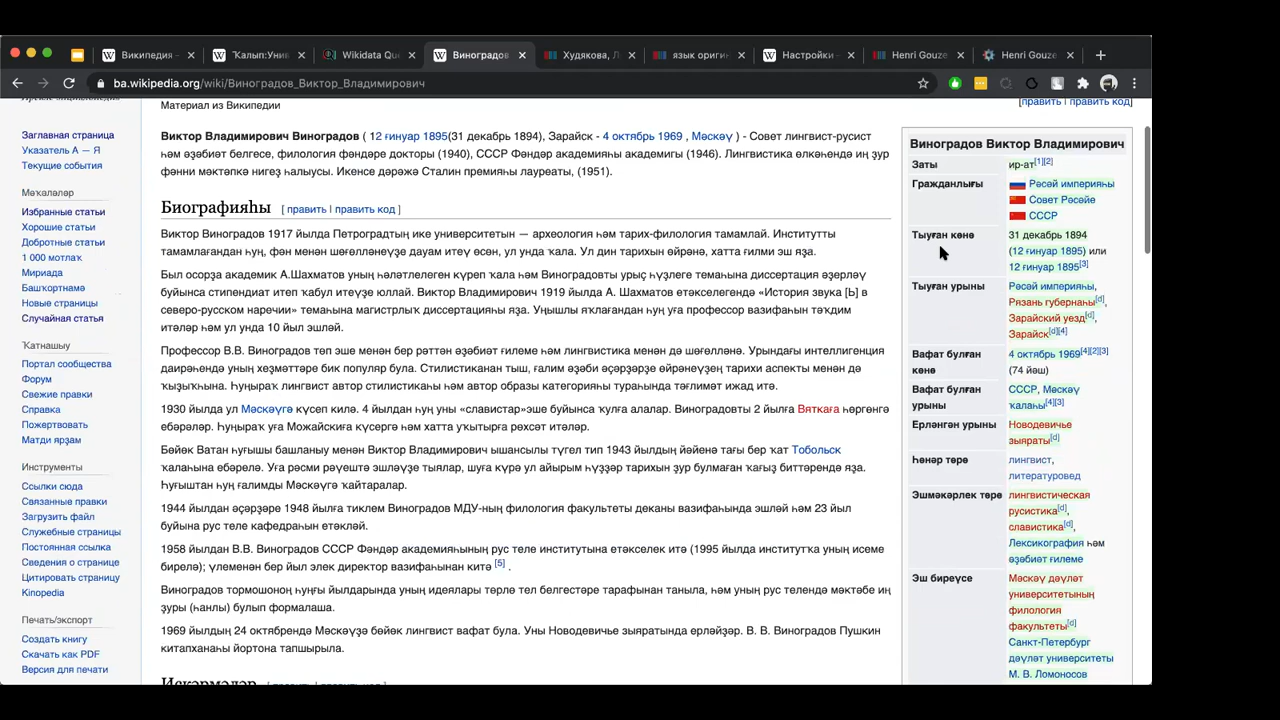 Википедия -
Ҡалып:Унив
Wikidata Que
Виноградов
Худякова, Л
язык ориги
Настройки -
Henri Gouze
Henri Gouze
ba.wikipedia.org/wiki/Виноградов_Виктор_Владимирович
Заглавная страница
Указатель А — Я
Текущие события
Мәҡәләләр
Избранные статьи
Хорошие статьи
Добротные статьи
1 000 мотлаҡ
Мириада
Башҡортнамә
Новые страницы
Случайная статья
Ҡатнашыу
Портал сообщества
Форум
Свежие правки
Справка
Пожертвовать
Матди ярҙам
Инструменты
Ссылки сюда
Связанные правки
Загрузить файл
Служебные страницы
Постоянная ссылка
Сведения о странице
Цитировать страницу
Kinopedia
Печать/экспорт
Создать книгу
Скачать как PDF
Версия для печати
Материал из Википедии
[править | править код]
Виктор Владимирович Виноградов ( 12 ғинуар 1895(31 декабрь 1894), Зарайск - 4 октябрь 1969 , Мәскәү ) - Совет лингвист-русист
һәм әҙәбиәт белгесе, филология фәндәре докторы (1940), СССР Фәндәр академияһы академигы (1946). Лингвистика өлкәһендә иң ҙур
фәнни мәктәпкә нигеҙ һалыусы. Икенсе дәрәжә Сталин премияһы лауреаты, (1951).
Биографияһы [ править | править код ]
Виктор Виноградов 1917 йылда Петроградтың ике университетын — археология һәм тарих-филология тамамлай. Институтты
тамамлағандан һуң, фән менән шөғөлләнеүҙе дауам итеү өсөн, ул унда ҡала. Ул дин тарихын өйрәнә, хатта ғилми эш яҙа.
Был осорҙа академик А.Шахматов уның һәләтлелеген күреп ҡала һәм Виноградовты урыҫ һүҙлеге темаһына диссертация әҙерләү
буйынса стипендиат итеп ҡабул итеүҙе юллай. Виктор Владимирович 1919 йылда А. Шахматов етәкселегендә «История звука [Ь] в
северо-русском наречии» темаһына магистрлыҡ диссертацияһы яҙа. Уңышлы яҡлағандан һуң уға профессор вазифаһын тәҡдим
итәләр һәм ул унда 10 йыл эшләй.
Профессор В.В. Виноградов төп эше менән бер рәттән әҙәбиәт ғилеме һәм лингвистика менән дә шөғөлләнә. Урындағы интеллигенция
даирәһендә уның хеҙмәттәре бик популяр була. Стилистиканан тыш, ғалим әҙәби әҫәрҙәрҙе өйрәнеүҙең тарихи аспекты менән дә
ҡыҙыҡһына. Һуңыраҡ лингвист автор стилистикаһы һәм автор образы категорияһы тураһында тәғлимәт ижад итә.
1930 йылда ул Мәскәүгә күсеп килә. 4 йылдан һуң уны «славистар»эше буйынса ҡулға алалар. Виноградовты 2 йылға Вяткаға һөргөнгә
ебәрәләр. Һуңыраҡ уға Можайскиға күсергә һәм хатта уҡытырға рөхсәт итәләр.
Бөйөк Ватан һуғышы башланыу менән Виктор Владимирович ышансылы түгел тип 1943 йылдың йәйенә тағы бер ҡат Тобольск
ҡалаһына ебәрелә. Уға рәсми рәүештә эшләүҙе тыялар, шуға күрә ул айырым һүҙҙәр тарихын ҙур булмаған ҡағыҙ биттәрендә яҙа.
Һуғыштан һуң ғалимды Мәскәүгә ҡайтаралар.
1944 йылдан әҫәрҙәре 1948 йылға тиклем Виноградов МДУ-ның филология факультеты деканы вазифаһында эшләй һәм 23 йыл
буйына рус теле кафедраһын етәкләй.
1958 йылдан В.В. Виноградов СССР Фәндәр академияһының рус теле институтына етәкселек итә (1995 йылда институтҡа уның исеме
бирелә); үлеменән бер йыл элек директор вазифаһынан китә [5] .
Виноградов тормошоноң һуңғы йылдарында уның идеялары төрлө тел белгестәре тарафынан таныла, һәм уның рус телендә мәктәбе иң
ҙуры (һанлы) булып формалаша.
1969 йылдың 24 октябрендә Мәскәүҙә бөйөк лингвист вафат була. Уны Новодевичье зыяратында ерләйҙәр. В. В. Виноградов Пушкин
китапханаһы йортона тапшырыла.
Искәрмәләр
Виноградов Виктор Владимирович
Заты ир-ат[1][2]
Гражданлығы Рәсәй империяһы
Совет Рәсәйе
СССР
Тыуған көнө 31 декабрь 1894
(12 ғинуар 1895) или
12 ғинуар 1895[3]
Тыуған урыны Рәсәй империяһы,
Рязань губернаһы[d],
Зарайский уезд[d],
Зарайск[d][4]
Вафат булған 4 октябрь 1969[4][2][3]
көнө (74 йәш)
Вафат булған СССР, Мәскәү
урыны ҡалаһы[4][3]
Ерләнгән урыны Новодевичье
зыяраты[d]
Һөнәр төрө лингвист,
литературовед
Эшмәкәрлек төрө лингвистическая
русистика[d],
славистика[d],
Лексикография һәм
әҙәбиәт ғилеме
Эш биреүсе Мәскәү дәүләт
университетының
филология
факультеты[d]
Санкт-Петербург
дәүләт университеты
М. В. Ломоносов